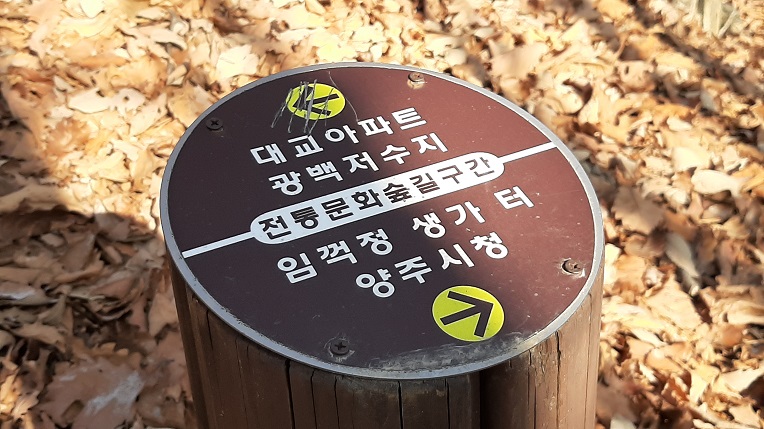 대교아파트
광백저수지
전통문화숲길구간
임꺽정 생가 터
양주시청